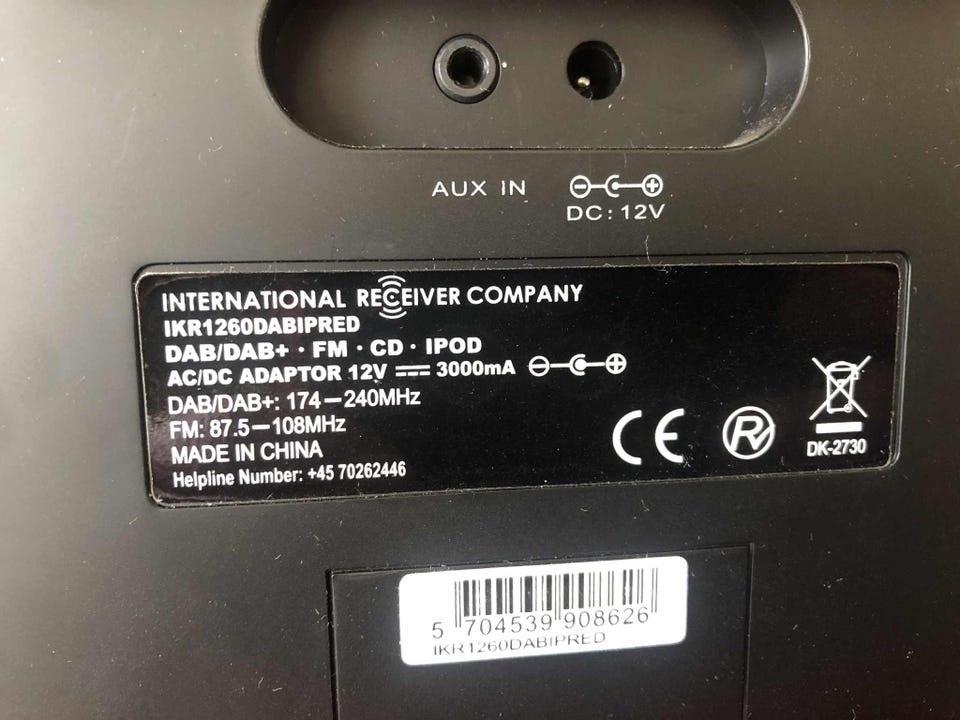 AUX IN
DC: 12V
INTERNATIONAL RECEIVER COMPANY
IKR1260DABIPRED
DAB/DAB+ · FM · CD · IPOD
AC/DC ADAPTOR 12V ⎓ 3000mA
DAB/DAB+: 174–240MHz
FM: 87.5–108MHz
MADE IN CHINA
Helpline Number: +45 70262446
CE
R
DK-2730
5 704539 908626
IKR1260DABIPRED